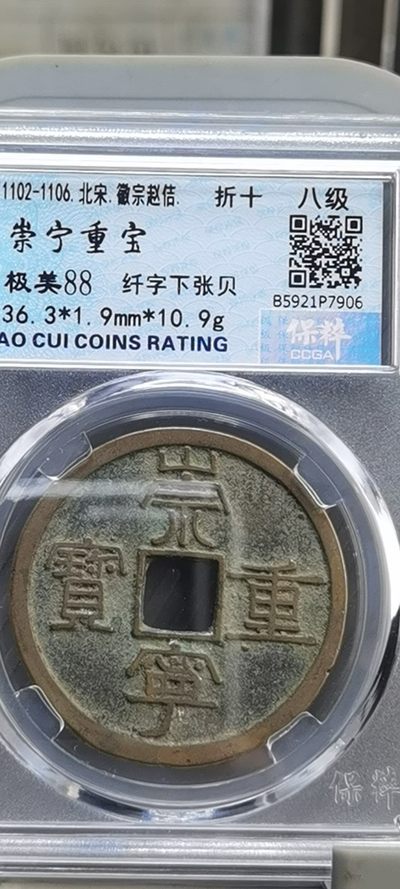 1102-1106.北宋.徽宗赵佶. 折十 八级
崇宁重宝
极美88 纤字下张贝
B5921P7906
36.3*1.9mm*10.9g
AO CUI COINS RATING
保粹
CCGA
崇
寶 重
寧
保粹